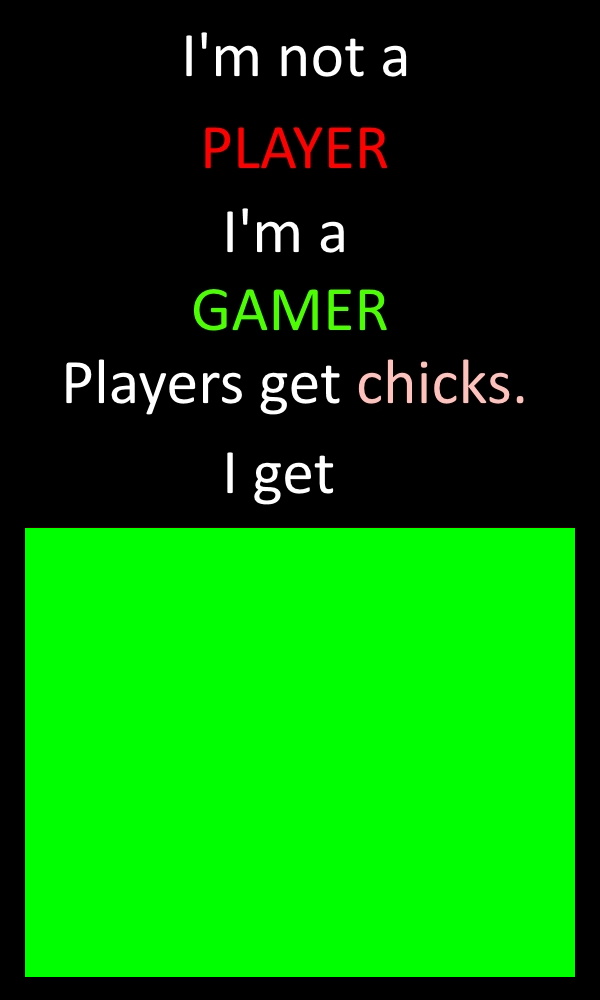 I'm not a
PLAYER
I'm a
GAMER
Players get chicks.
I get